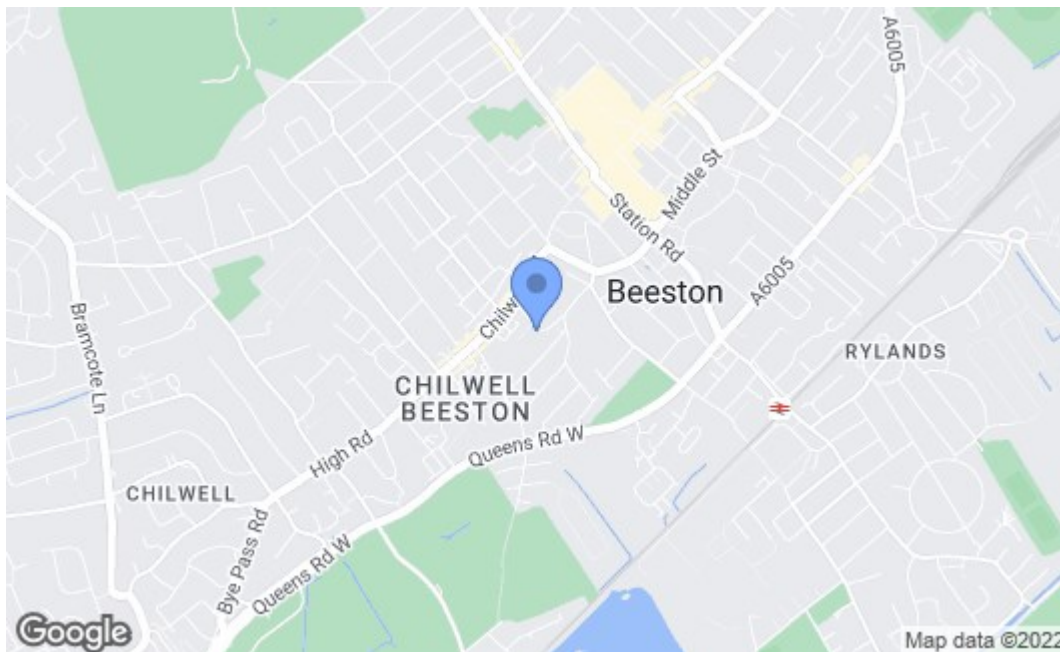 A6005
Middle St
Station Rd
Beeston
A6005
Chilw
RYLANDS
Bramcote Ln
CHILWELL
BEESTON
High Rd
Queens Rd W
CHILWELL
Bye Pass Rd
Queens Rd W
Google
Map data ©2022